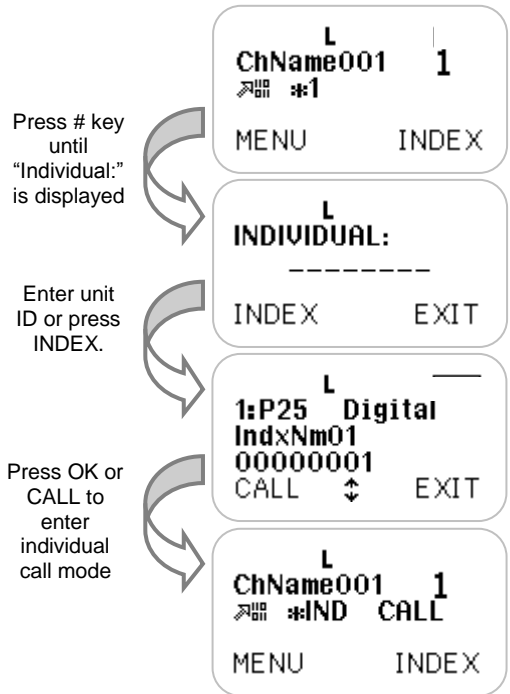 L
ChName001 1
*1
MENU INDEX
Press # key
until
“Individual:”
is displayed
L
INDIVIDUAL:
--------
INDEX EXIT
Enter unit
ID or press
INDEX.
L
1:P25 Digital
IndxNm01
00000001
CALL EXIT
Press OK or
CALL to
enter
individual
call mode
L
ChName001 1
*IND CALL
MENU INDEX